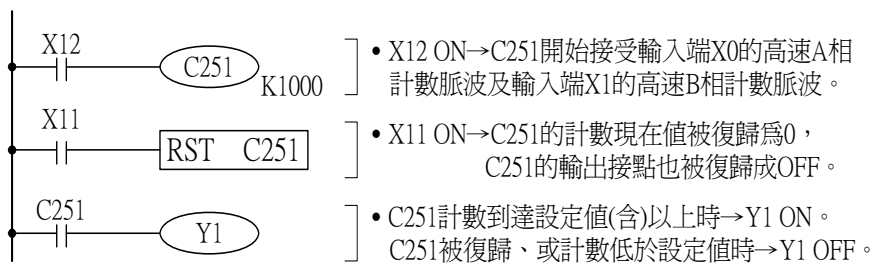 X12
C251
K1000
• X12 ON→C251開始接受輸入端X0的高速A相
計數脈波及輸入端X1的高速B相計數脈波。
X11
RST C251
• X11 ON→C251的計數現在值被復歸為0,
C251的輸出接點也被復歸成OFF。
C251
Y1
• C251計數到達設定值(含)以上時→Y1 ON。
C251被復歸、或計數低於設定值時→Y1 OFF。